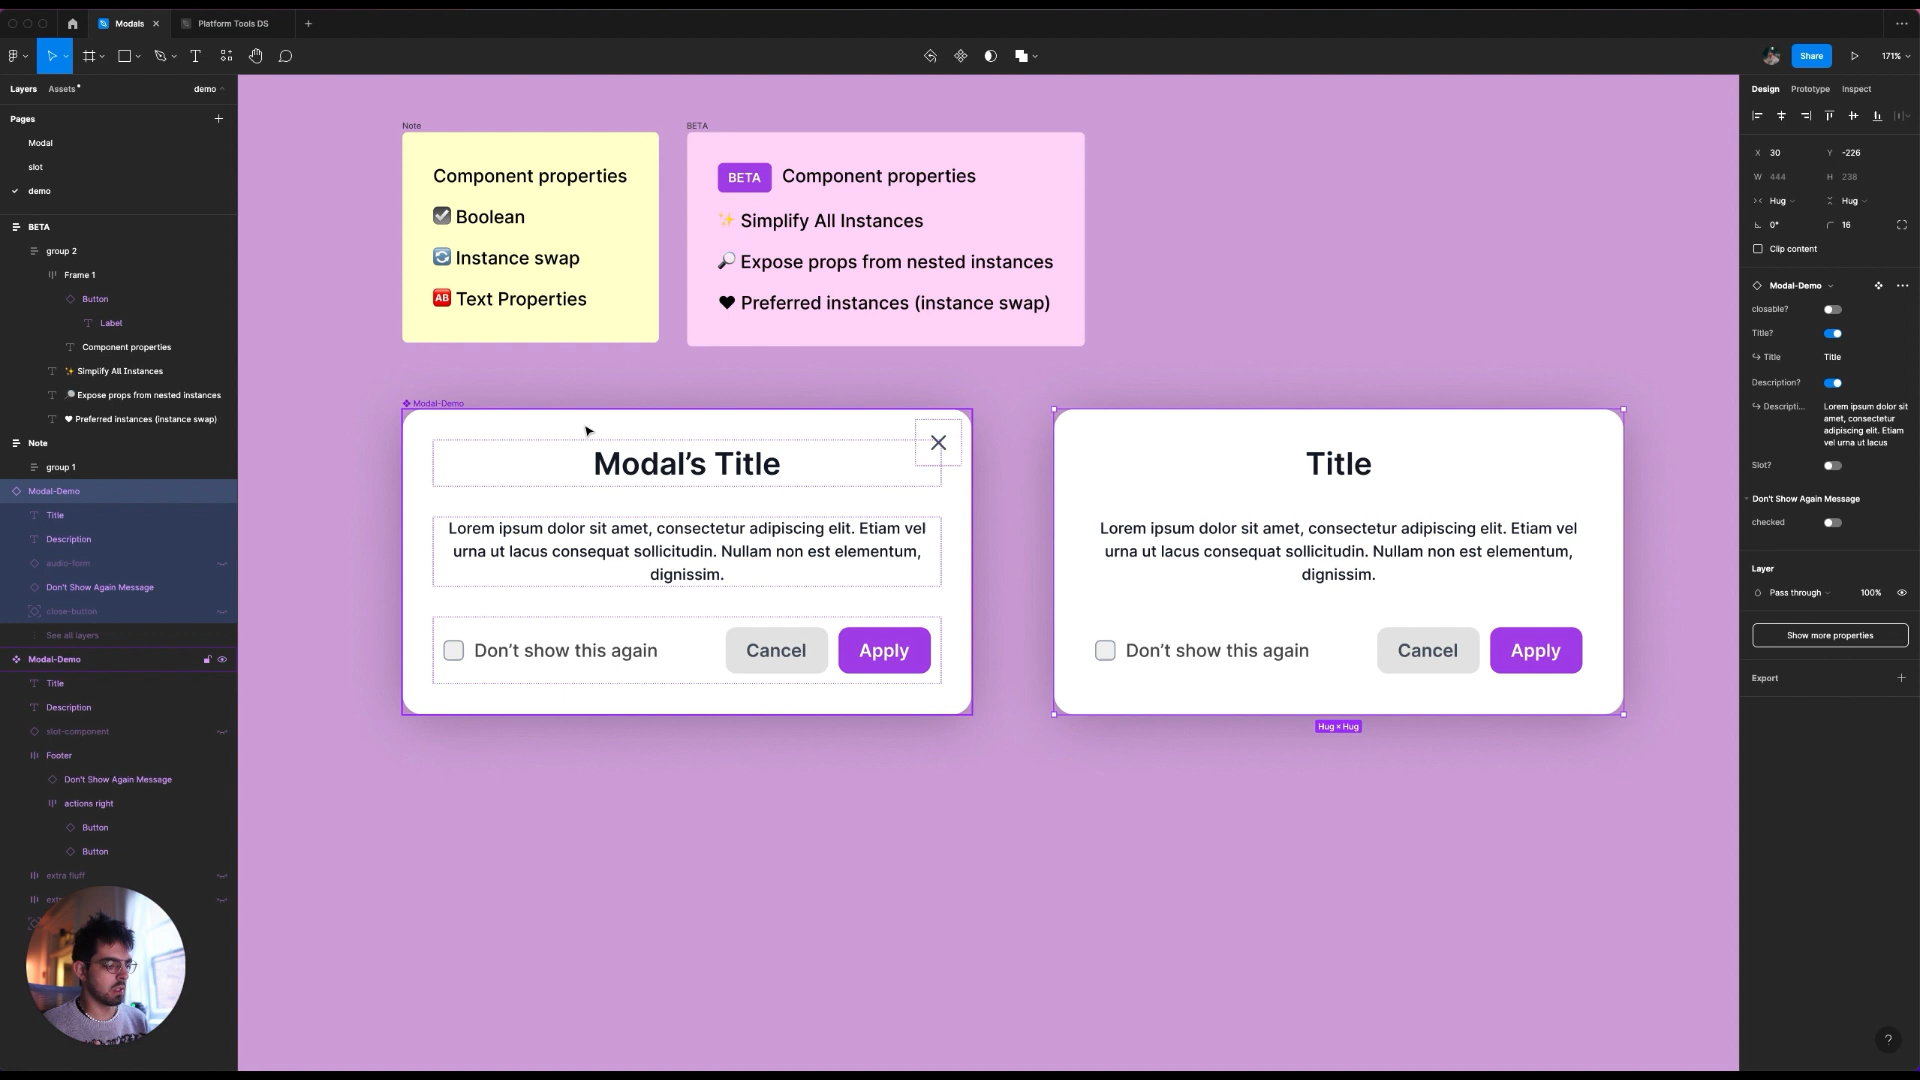 Modals
Platform Tools DS
Share
171%
Layers
Assets
demo
Pages
Modal
slot
demo
BETA
group 2
Frame 1
Button
Label
Component properties
✨ Simplify All Instances
🔎 Expose props from nested instances
♥ Preferred instances (instance swap)
Note
group 1
Modal-Demo
Title
Description
audio-form
Don't Show Again Message
close-button
See all layers
Modal-Demo
Title
Description
slot-component
Footer
Don't Show Again Message
actions right
Button
Button
extra fluff
Note
Component properties
☑ Boolean
🔄 Instance swap
🆎 Text Properties
BETA
BETA Component properties
✨ Simplify All Instances
🔎 Expose props from nested instances
♥ Preferred instances (instance swap)
Modal-Demo
Modal’s Title
Lorem ipsum dolor sit amet, consectetur adipiscing elit. Etiam vel
urna ut lacus consequat sollicitudin. Nullam non est elementum,
dignissim.
Don’t show this again
Cancel
Apply
Title
Lorem ipsum dolor sit amet, consectetur adipiscing elit. Etiam vel
urna ut lacus consequat sollicitudin. Nullam non est elementum,
dignissim.
Don’t show this again
Cancel
Apply
Hug × Hug
Design
Prototype
Inspect
X 30
Y -226
W 444
H 238
Hug
Hug
0°
16
Clip content
Modal-Demo
closable?
Title?
Title
Title
Description?
Descripti...
Lorem ipsum dolor sit
amet, consectetur
adipiscing elit. Etiam
vel urna ut lacus
Slot?
Don't Show Again Message
checked
Layer
Pass through
100%
Show more properties
Export
?